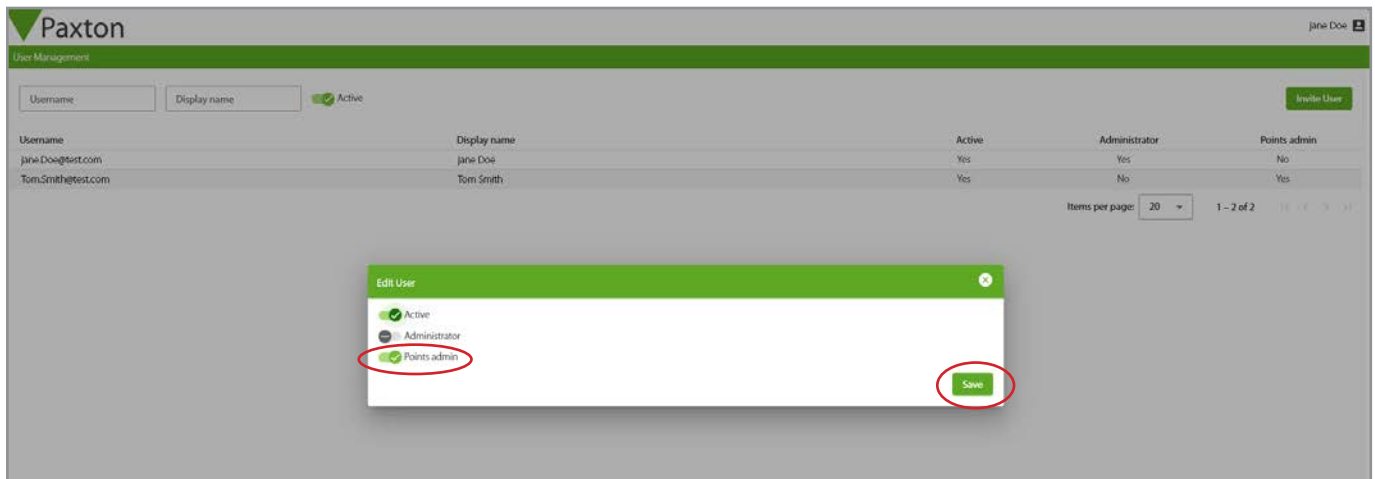 Paxton
Jane Doe
User Management
Username Display name Active Invite User
Username Display name Active Administrator Points admin
Jane.Doe@test.com Jane Doe Yes Yes No
Tom.Smith@test.com Tom Smith Yes No Yes
Items per page: 20 1 – 2 of 2
Edit User
Active
Administrator
Points admin
Save